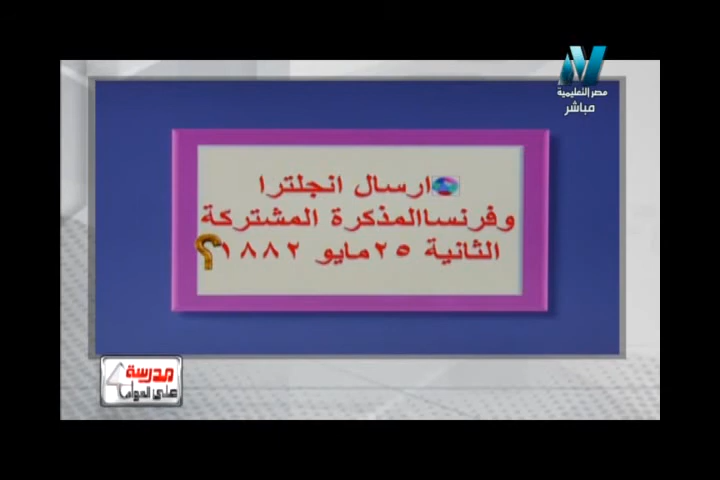 مصر التعليمية
مباشر
ارسال انجلترا
وفرنساالمذكرة المشتركة
الثانية ٢٥مايو ١٨٨٢؟
مدرسة
على الهواء